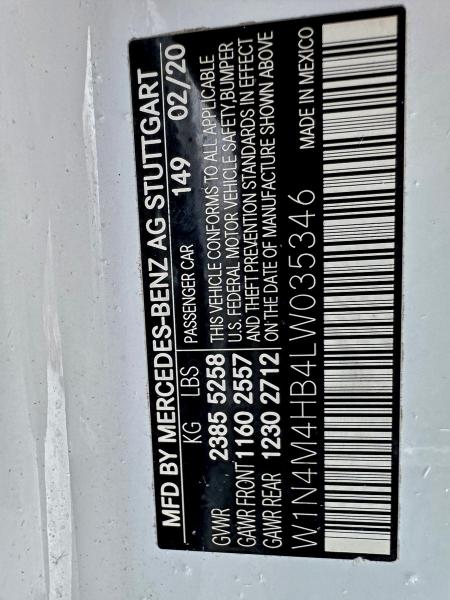 MFD BY MERCEDES-BENZ AG STUTTGART
KG LBS PASSENGER CAR 149 02/20
GVWR 2385 5258 THIS VEHICLE CONFORMS TO ALL APPLICABLE
GAWR FRONT 1160 2557 U.S. FEDERAL MOTOR VEHICLE SAFETY,BUMPER
GAWR REAR 1230 2712 AND THEFT PREVENTION STANDARDS IN EFFECT
ON THE DATE OF MANUFACTURE SHOWN ABOVE
W1N4M4HB4LW035346 MADE IN MEXICO